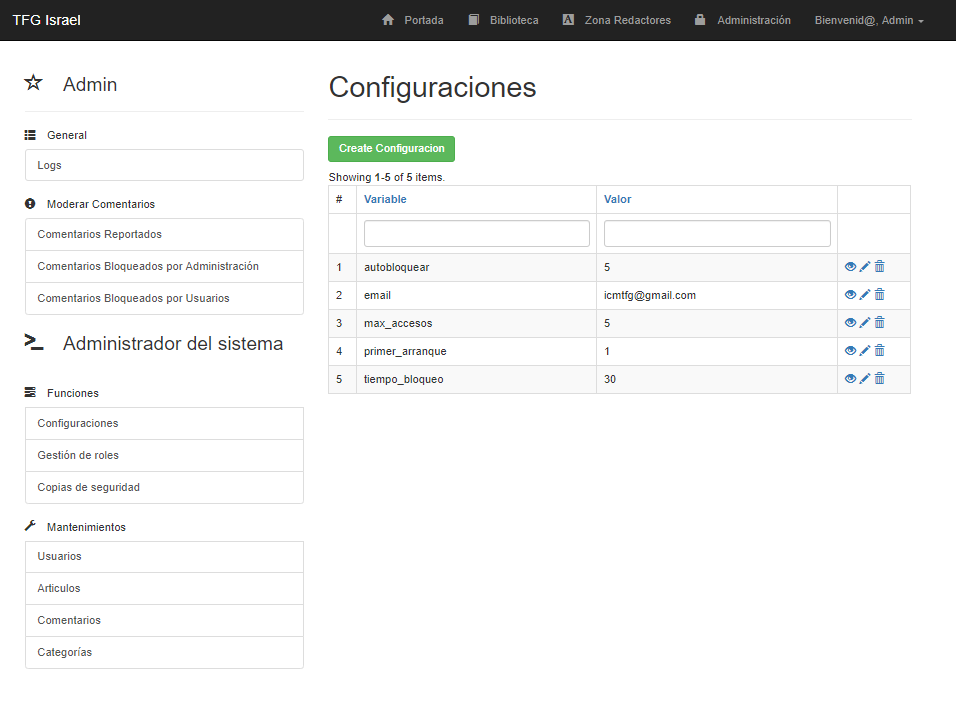 TFG Israel
Portada Biblioteca A Zona Redactores Administración Bienvenid@, Admin
Admin
General
Logs
Moderar Comentarios
Comentarios Reportados
Comentarios Bloqueados por Administración
Comentarios Bloqueados por Usuarios
Administrador del sistema
Funciones
Configuraciones
Gestión de roles
Copias de seguridad
Mantenimientos
Usuarios
Articulos
Comentarios
Categorías
Configuraciones
Create Configuracion
Showing 1-5 of 5 items.
# Variable Valor
1 autobloquear 5
2 email icmtfg@gmail.com
3 max_accesos 5
4 primer_arranque 1
5 tiempo_bloqueo 30